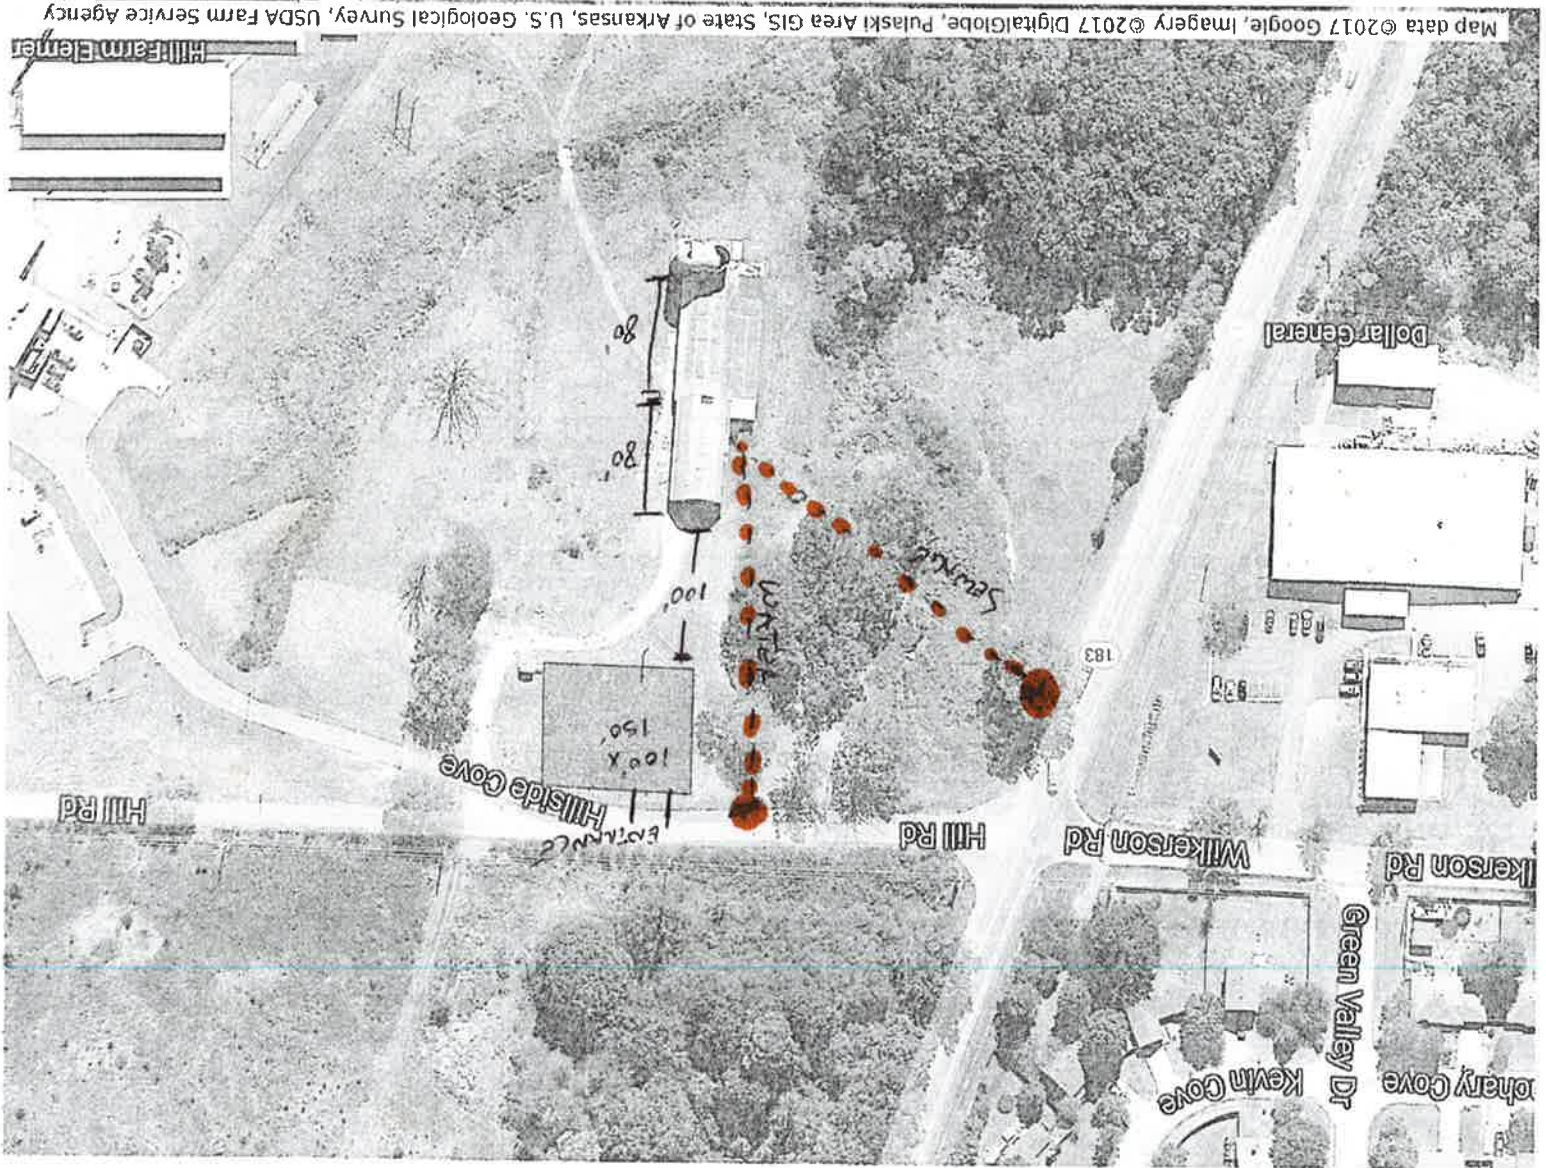 chary Cove
Kevin Cove
Green Valley Dr
lkerson Rd
Wilkerson Rd
Hill Rd
Hill Rd
ENTRANCE
Hillside Cove
100' x
150'
183
WATER
100'
SEWAGE
80'
80'
Dollar General
Hill Farm Elemen
Map data ©2017 Google, Imagery ©2017 DigitalGlobe, Pulaski Area GIS, State of Arkansas, U.S. Geological Survey, USDA Farm Service Agency